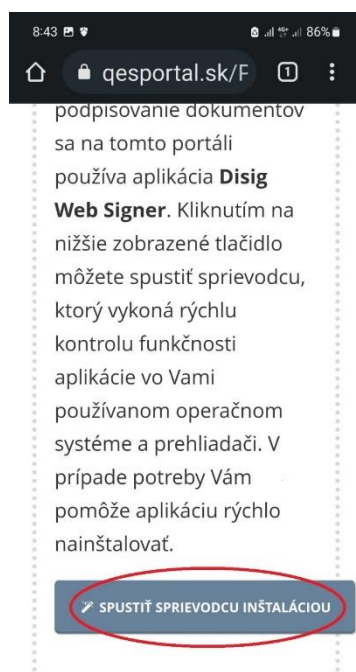 8:43 4G+ 86%
qesportal.sk/F 1
podpisovanie dokumentov
sa na tomto portáli
používa aplikácia Disig
Web Signer. Kliknutím na
nižšie zobrazené tlačidlo
môžete spustiť sprievodcu,
ktorý vykoná rýchlu
kontrolu funkčnosti
aplikácie vo Vami
používanom operačnom
systéme a prehliadači. V
prípade potreby Vám
pomôže aplikáciu rýchlo
nainštalovať.
SPUSTIŤ SPRIEVODCU INŠTALÁCIOU